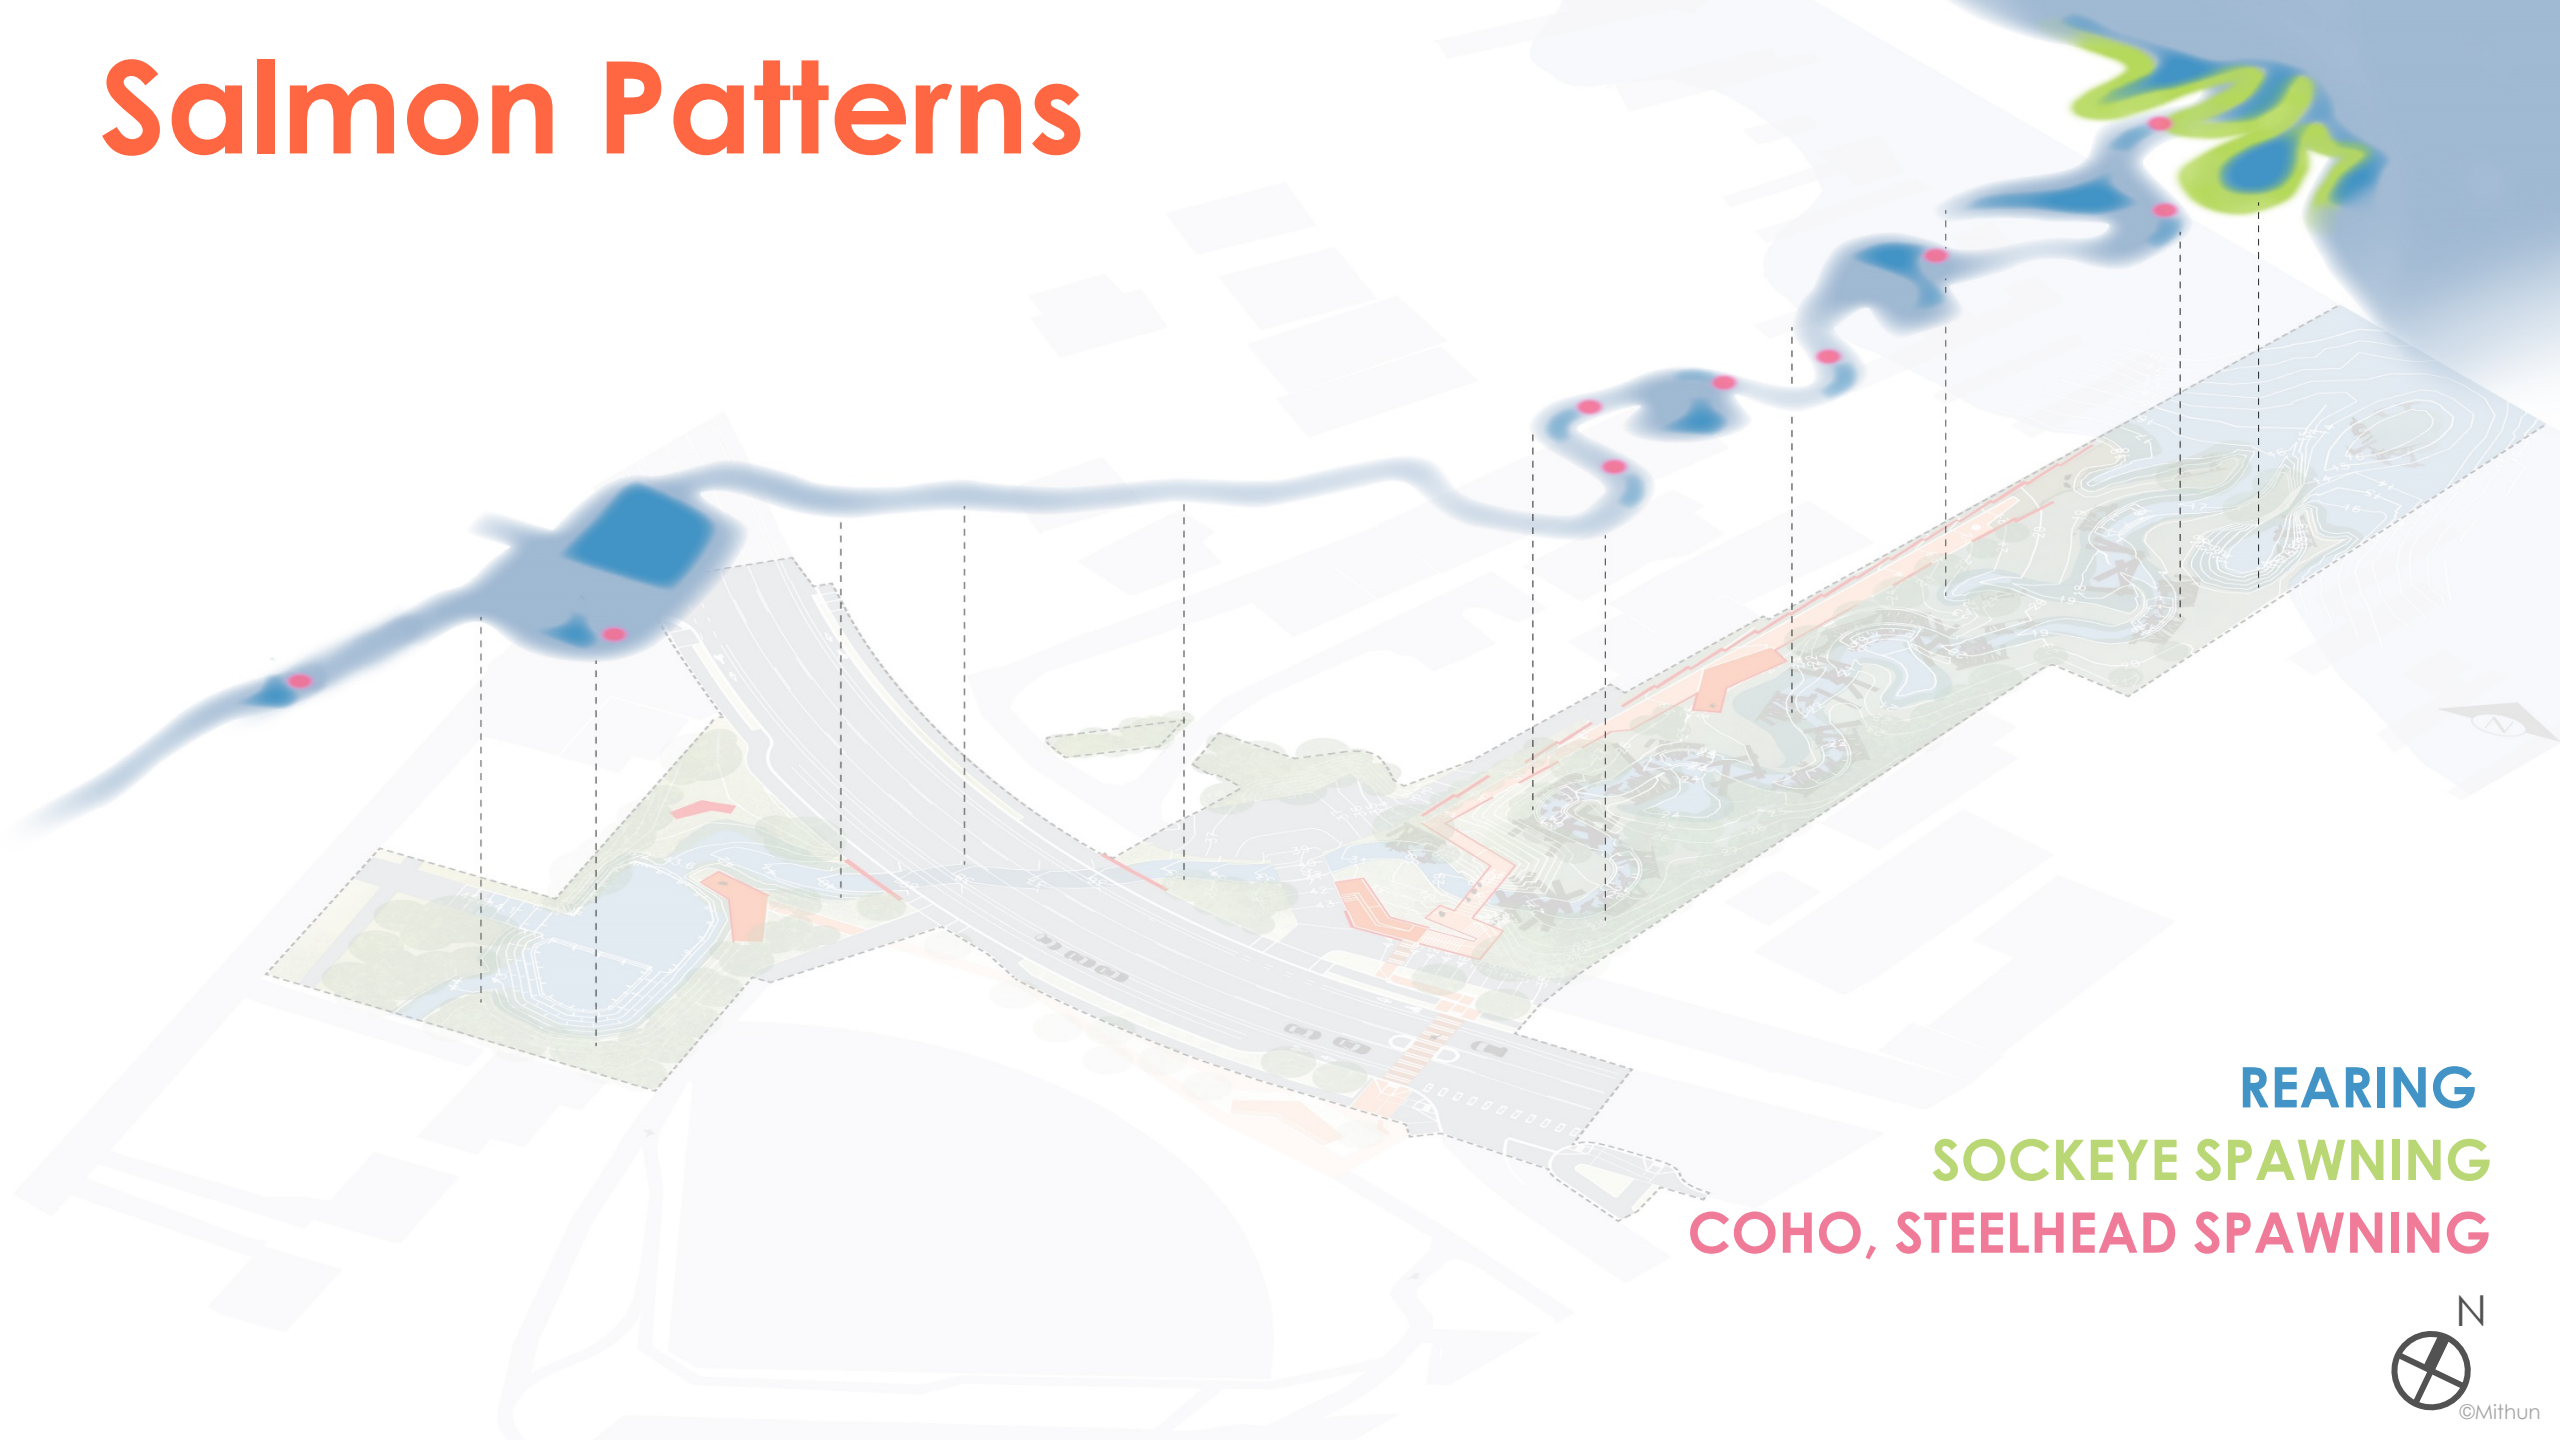 Salmon Patterns
REARING
SOCKEYE SPAWNING
COHO, STEELHEAD SPAWNING
N
©Mithun